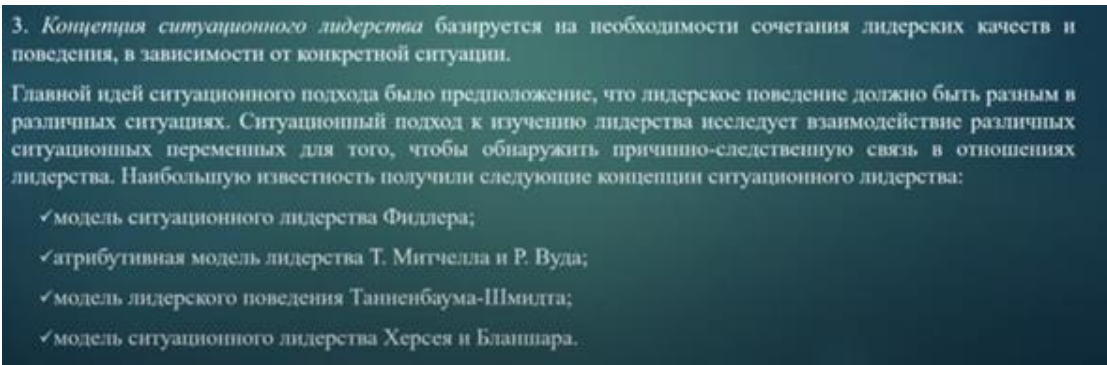 3. Концепция ситуационного лидерства базируется на необходимости сочетания лидерских качеств и
поведения, в зависимости от конкретной ситуации.
Главной идей ситуационного подхода было предположение, что лидерское поведение должно быть разным в
различных ситуациях. Ситуационный подход к изучению лидерства исследует взаимодействие различных
ситуационных переменных для того, чтобы обнаружить причинно-следственную связь в отношениях
лидерства. Наибольшую известность получили следующие концепции ситуационного лидерства:
✓модель ситуационного лидерства Фидлера;
✓атрибутивная модель лидерства Т. Митчелла и Р. Вуда;
✓модель лидерского поведения Танненбаума-Шмидта;
✓модель ситуационного лидерства Херсея и Бланшара.